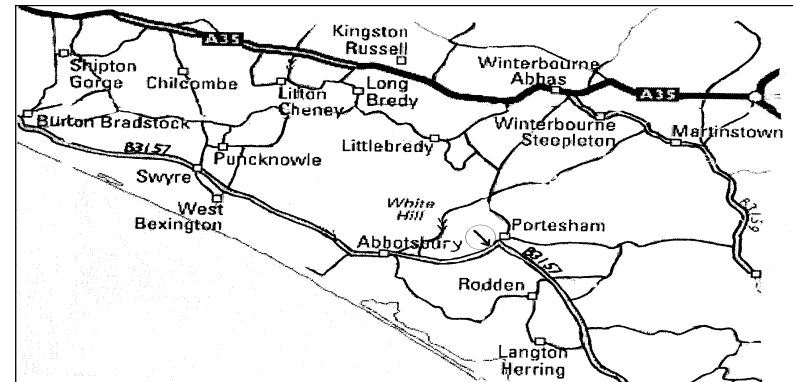 Kingston
Russell
A35
Shipton
Gorge
Chilcombe
Litton
Cheney
Long
Bredy
Winterbourne
Abbas
A35
Burton Bradstock
B3157
Puncknowle
Littlebredy
Winterbourne
Steepleton
Martinstown
Swyre
West
Bexington
White
Hill
B3159
Abbotsbury
Portesham
B3157
Rodden
Langton
Herring